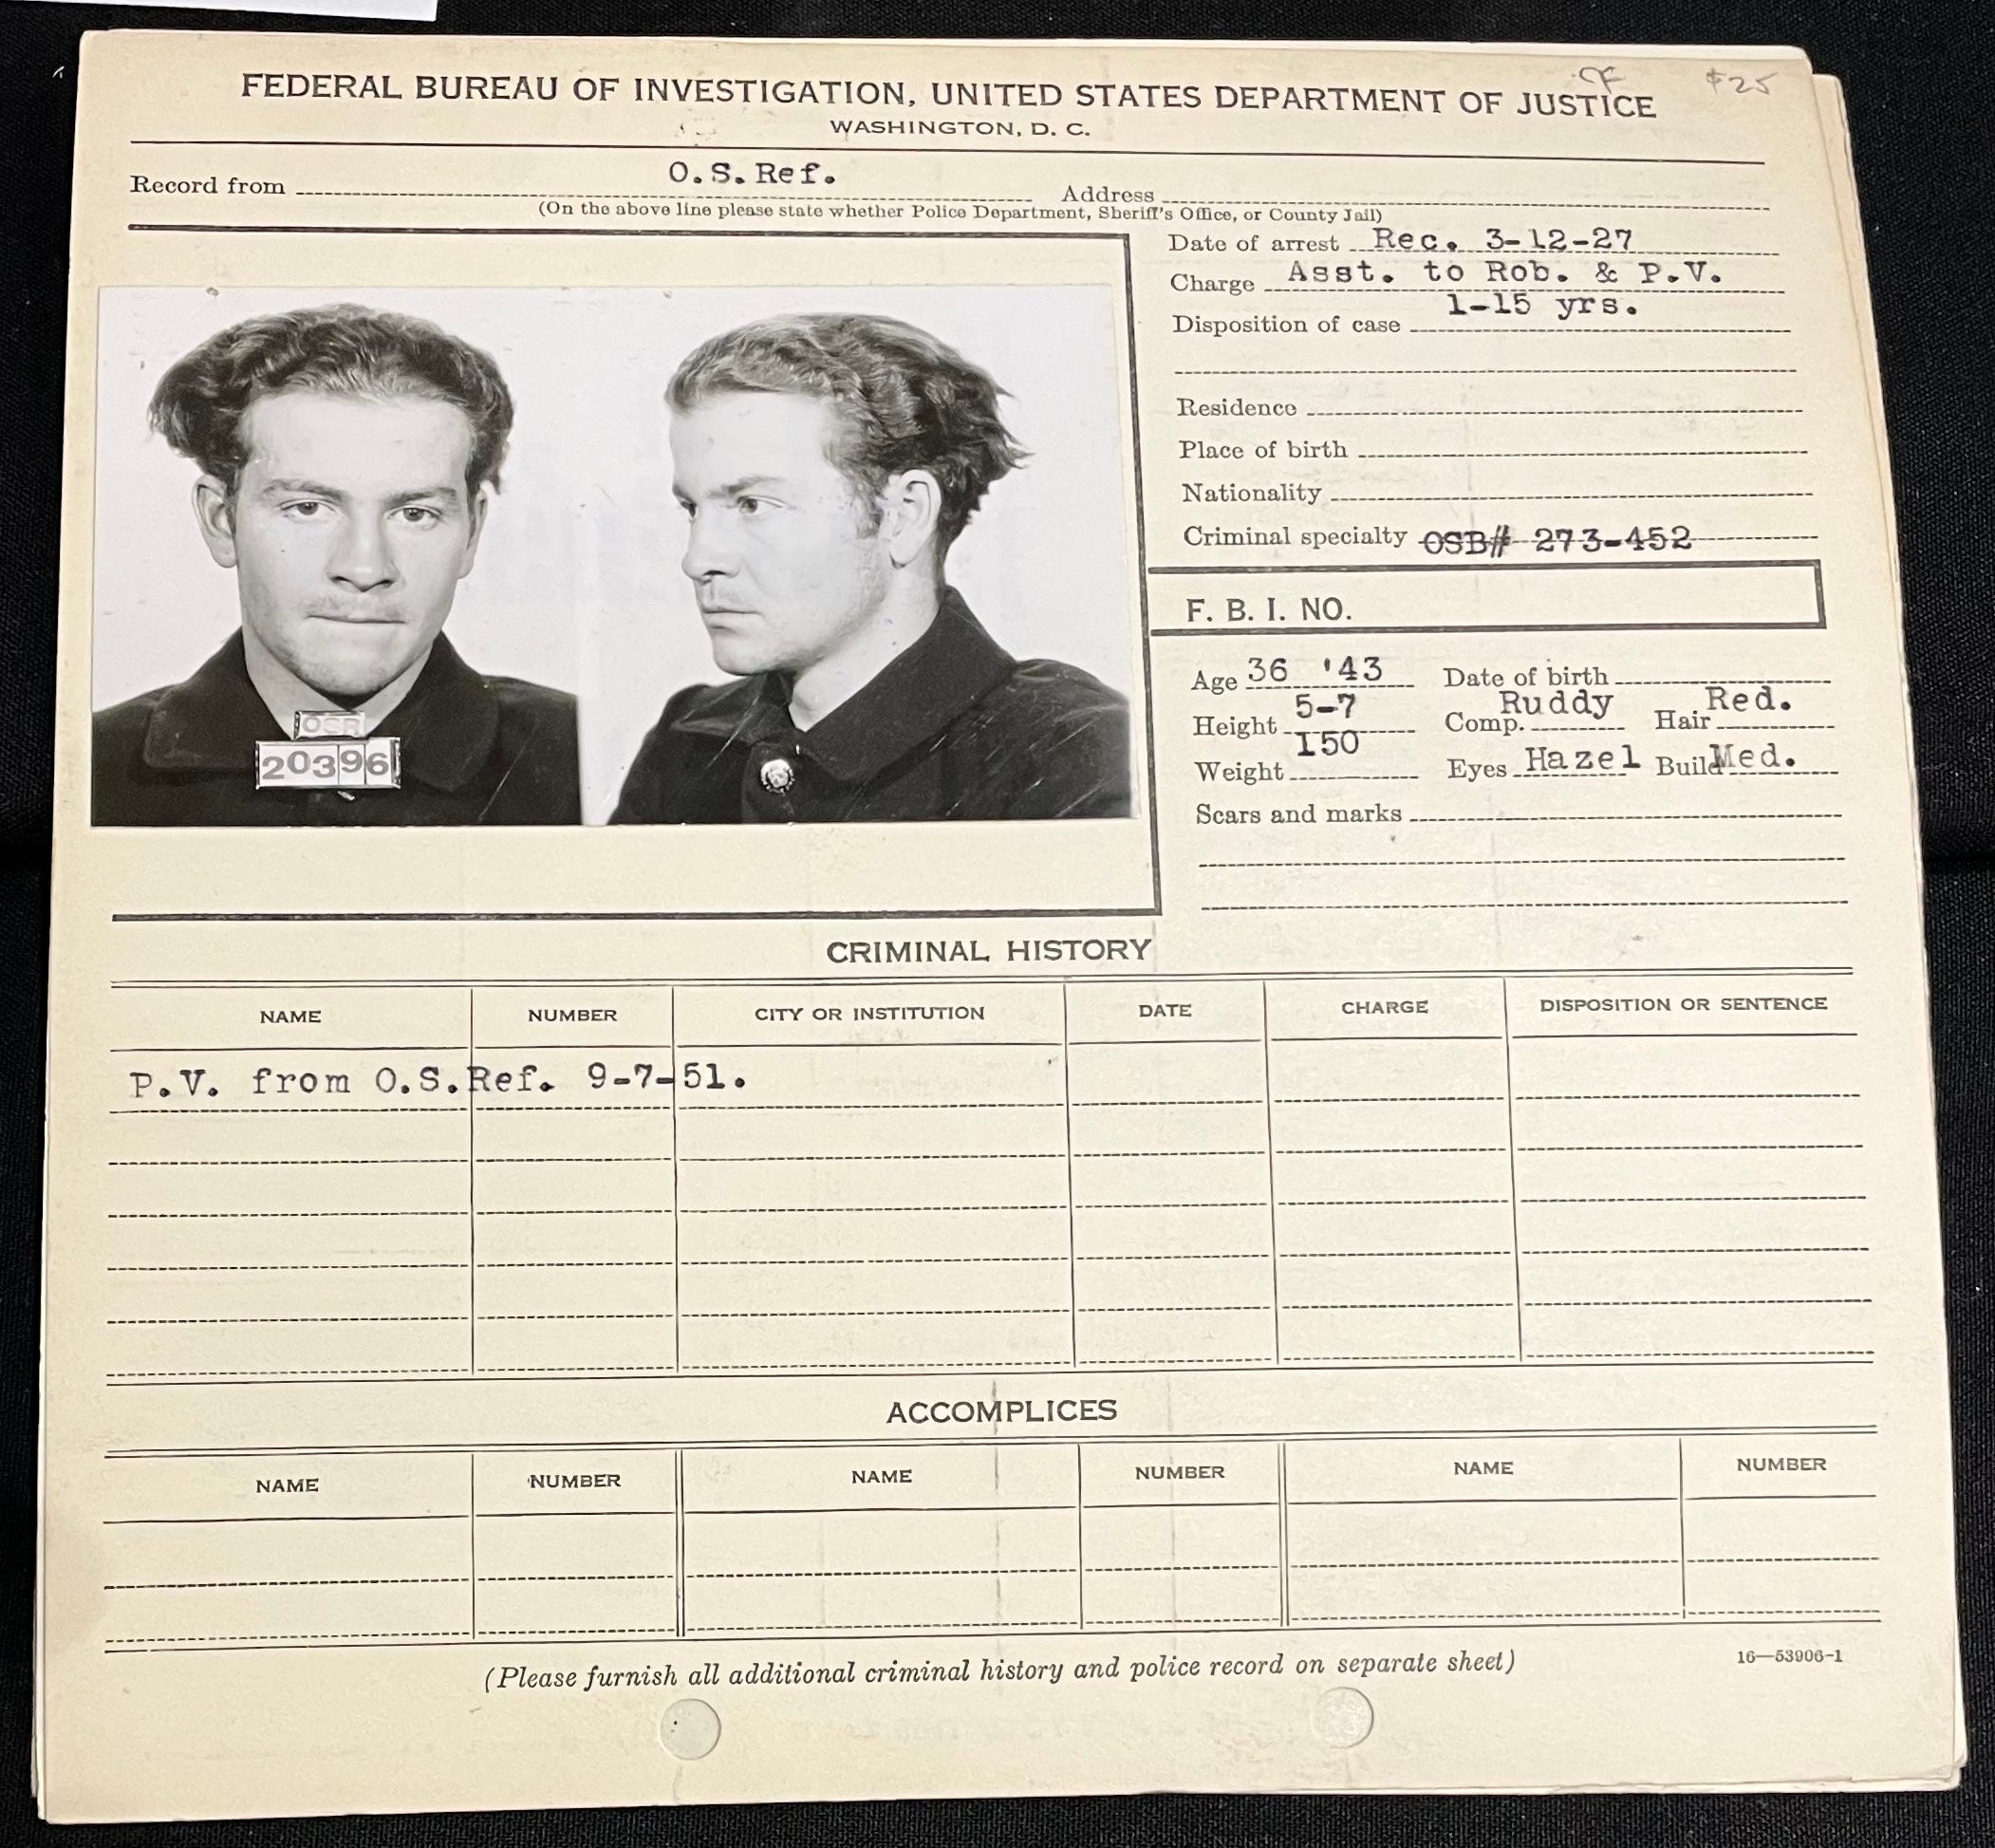 $25
FEDERAL BUREAU OF INVESTIGATION, UNITED STATES DEPARTMENT OF JUSTICE
WASHINGTON, D. C.
Record from O.S.Ref. Address
(On the above line please state whether Police Department, Sheriff's Office, or County Jail)
Date of arrest Rec. 3-12-27
Charge Asst. to Rob. & P.V.
Disposition of case 1-15 yrs.
Residence
Place of birth
Nationality
Criminal specialty OSB# 273-452
F. B. I. NO.
Age 36 '43 Date of birth
Height 5-7 Comp. Ruddy Hair Red.
Weight I50 Eyes Hazel Build Med.
Scars and marks
OSR
20396
CRIMINAL HISTORY
NAME NUMBER CITY OR INSTITUTION DATE CHARGE DISPOSITION OR SENTENCE
P.V. from O.S.Ref. 9-7-51.
ACCOMPLICES
NAME NUMBER NAME NUMBER NAME NUMBER
(Please furnish all additional criminal history and police record on separate sheet)
16—53906-1